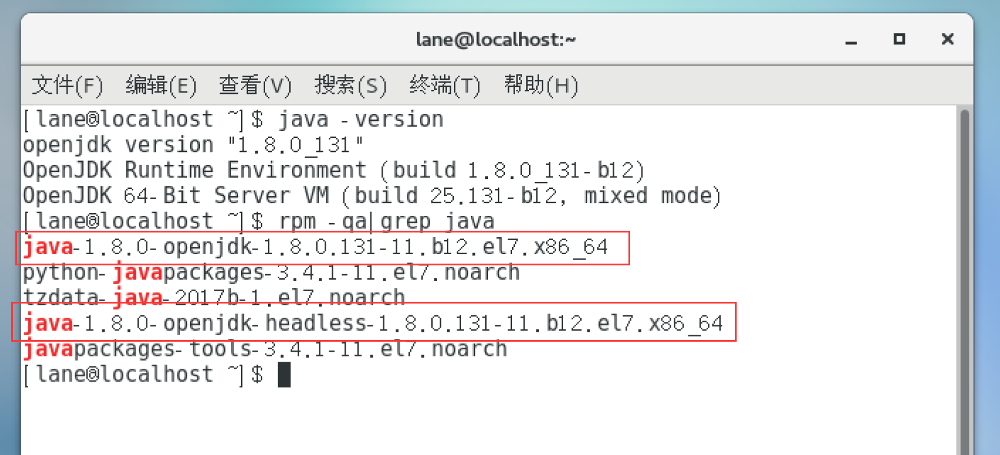 lane@localhost:~
文件(F) 编辑(E) 查看(V) 搜索(S) 终端(T) 帮助(H)
[lane@localhost ~]$ java -version
openjdk version "1.8.0_131"
OpenJDK Runtime Environment (build 1.8.0_131-b12)
OpenJDK 64-Bit Server VM (build 25.131-b12, mixed mode)
[lane@localhost ~]$ rpm -qa|grep java
java-1.8.0-openjdk-1.8.0.131-11.b12.el7.x86_64
python-javapackages-3.4.1-11.el7.noarch
tzdata-java-2017b-1.el7.noarch
java-1.8.0-openjdk-headless-1.8.0.131-11.b12.el7.x86_64
javapackages-tools-3.4.1-11.el7.noarch
[lane@localhost ~]$